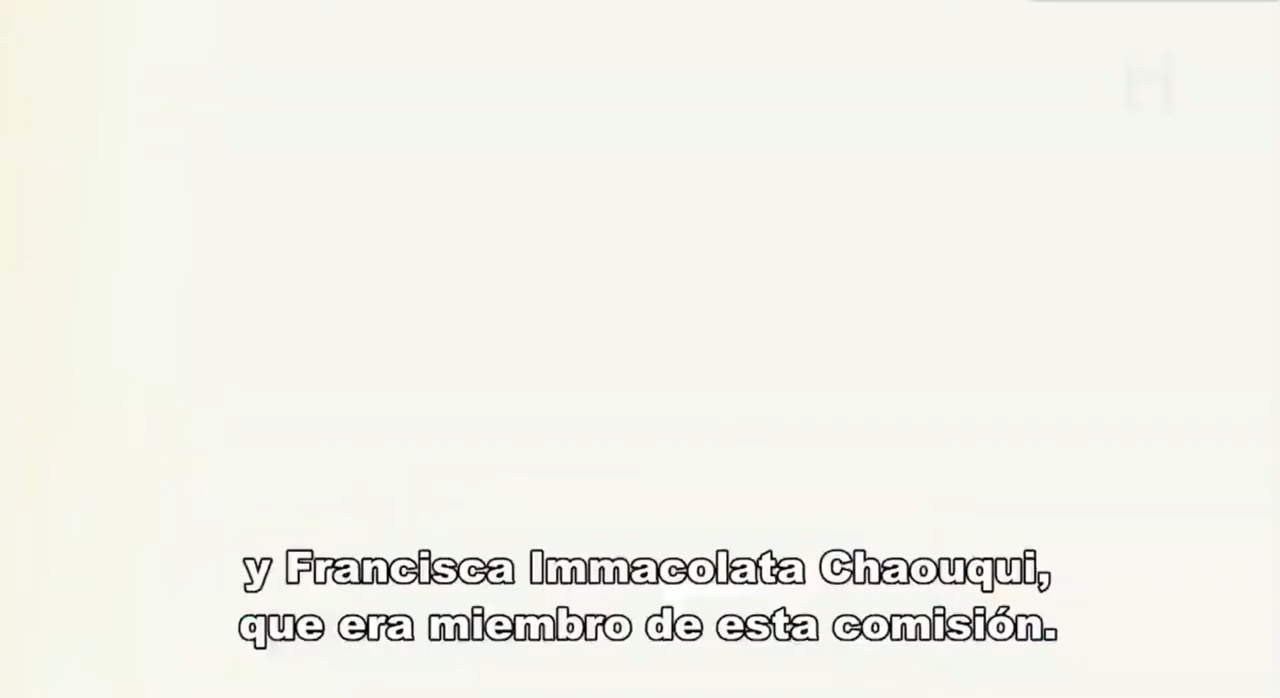 H
y Francisca Immacolata Chaouqui,
que era miembro de esta comisión.